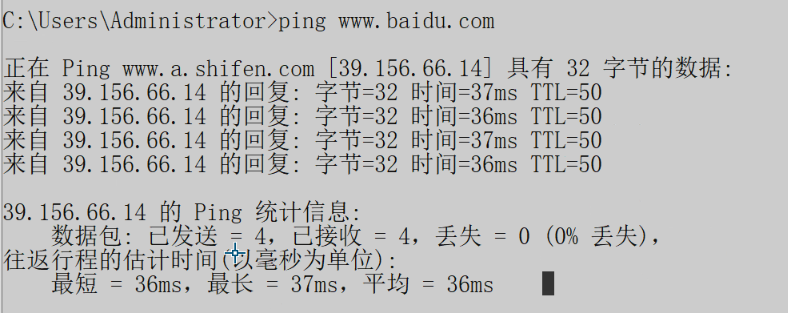 C:\Users\Administrator>ping www.baidu.com
正在 Ping www.a.shifen.com [39.156.66.14] 具有 32 字节的数据:
来自 39.156.66.14 的回复: 字节=32 时间=37ms TTL=50
来自 39.156.66.14 的回复: 字节=32 时间=36ms TTL=50
来自 39.156.66.14 的回复: 字节=32 时间=37ms TTL=50
来自 39.156.66.14 的回复: 字节=32 时间=36ms TTL=50
39.156.66.14 的 Ping 统计信息:
数据包: 已发送 = 4，已接收 = 4，丢失 = 0 (0% 丢失)，
往返行程的估计时间(以毫秒为单位):
最短 = 36ms，最长 = 37ms，平均 = 36ms